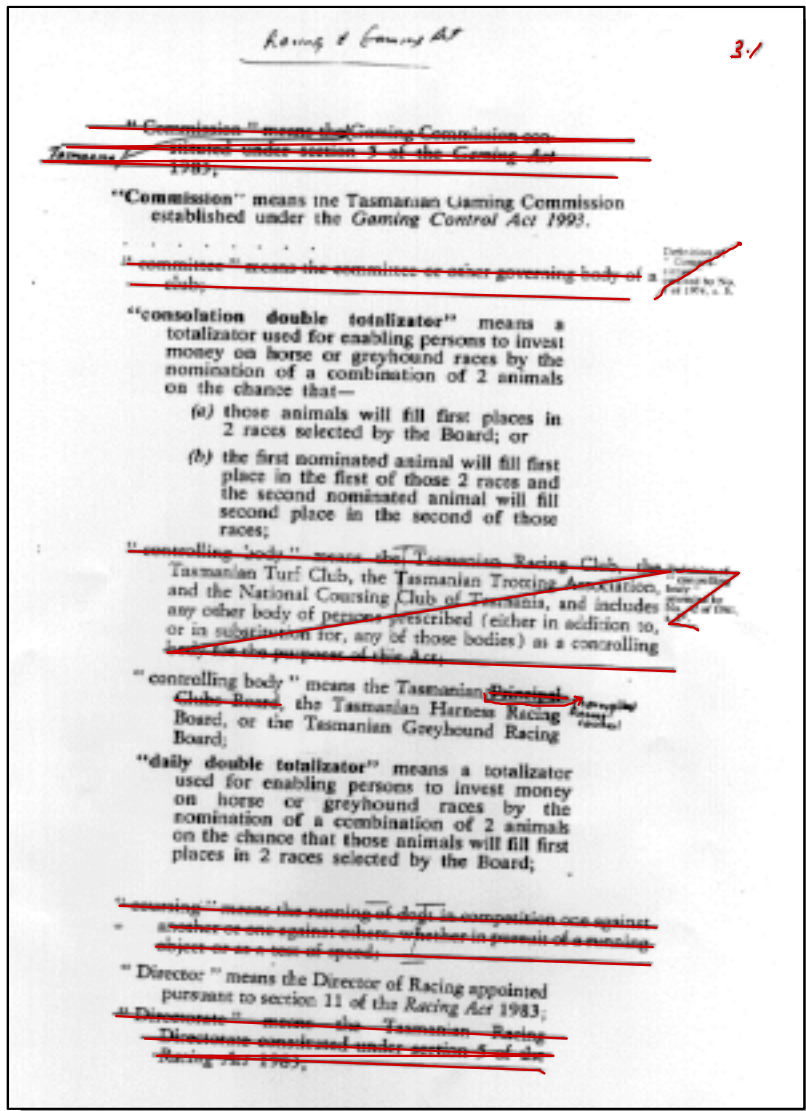 Racing & Gaming Act
3.1
" Commission " means the Gaming Commission con-
stituted under section 5 of the Gaming Act
Tasmanian
1983;
"Commission" means the Tasmanian Gaming Commission
established under the Gaming Control Act 1993.
. . . . . . . .
" committee " means the committee or other governing body of a
club;
Definition of
" Commis-
by No.
of 1976, s. 3.
"consolation double totalizator" means a
totalizator used for enabling persons to invest
money on horse or greyhound races by the
nomination of a combination of 2 animals
on the chance that—
(a) those animals will fill first places in
2 races selected by the Board; or
(b) the first nominated animal will fill first
place in the first of those 2 races and
the second nominated animal will fill
second place in the second of those
races;
" controlling body " means the Tasmanian Racing Club, the
Tasmanian Turf Club, the Tasmanian Trotting Association,
and the National Coursing Club of Tasmania, and includes
any other body of persons prescribed (either in addition to,
or in substitution for, any of those bodies) as a controlling
body for the purposes of this Act;
" controlling
body "
" controlling body " means the Tasmanian Principal
Clubs Board, the Tasmanian Harness Racing
Board, or the Tasmanian Greyhound Racing
Board;
"daily double totalizator" means a totalizator
used for enabling persons to invest money
on horse or greyhound races by the
nomination of a combination of 2 animals
on the chance that those animals will fill first
places in 2 races selected by the Board;
" coursing " means the running of dogs in competition one against
another or one against others, whether in pursuit of a running
object or as a test of speed;
" Director " means the Director of Racing appointed
pursuant to section 11 of the Racing Act 1983;
" Directorate " means the Tasmanian Racing
Directorate constituted under section 5 of the
Racing Act 1983;